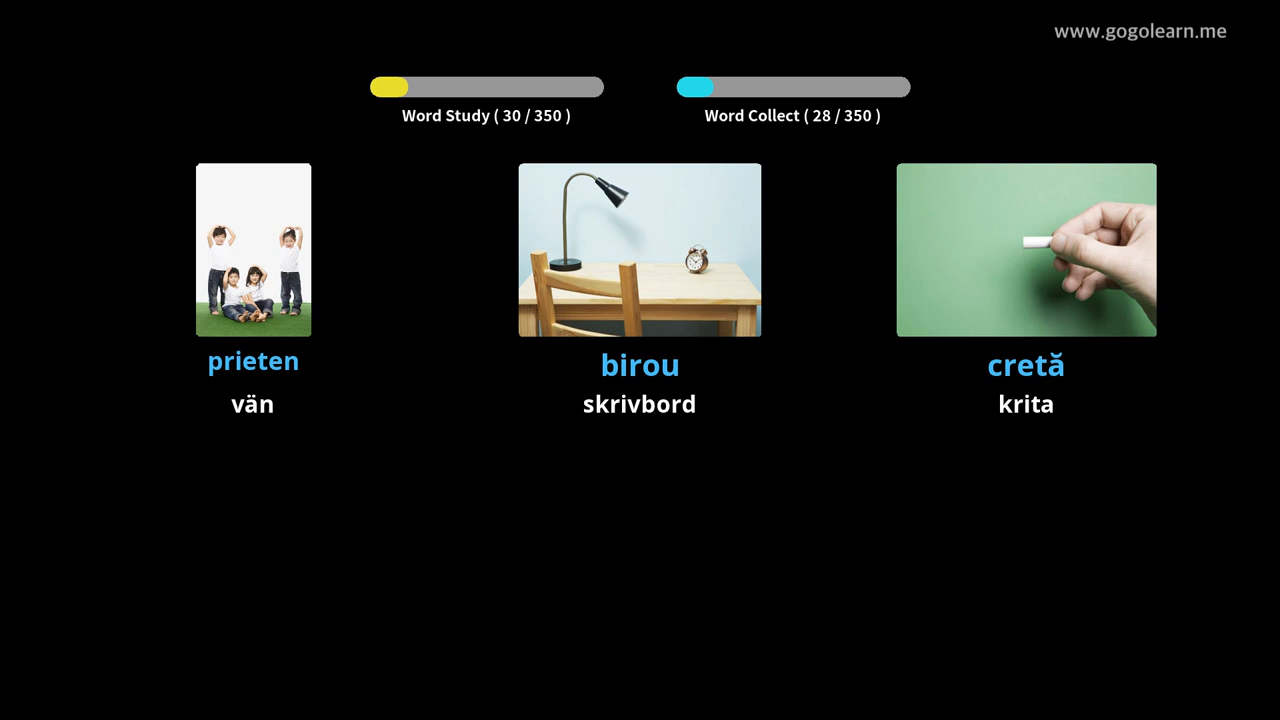 www.gogolearn.me
Word Study ( 30 / 350 )
Word Collect ( 28 / 350 )
prieten
birou
cretă
vän
skrivbord
krita